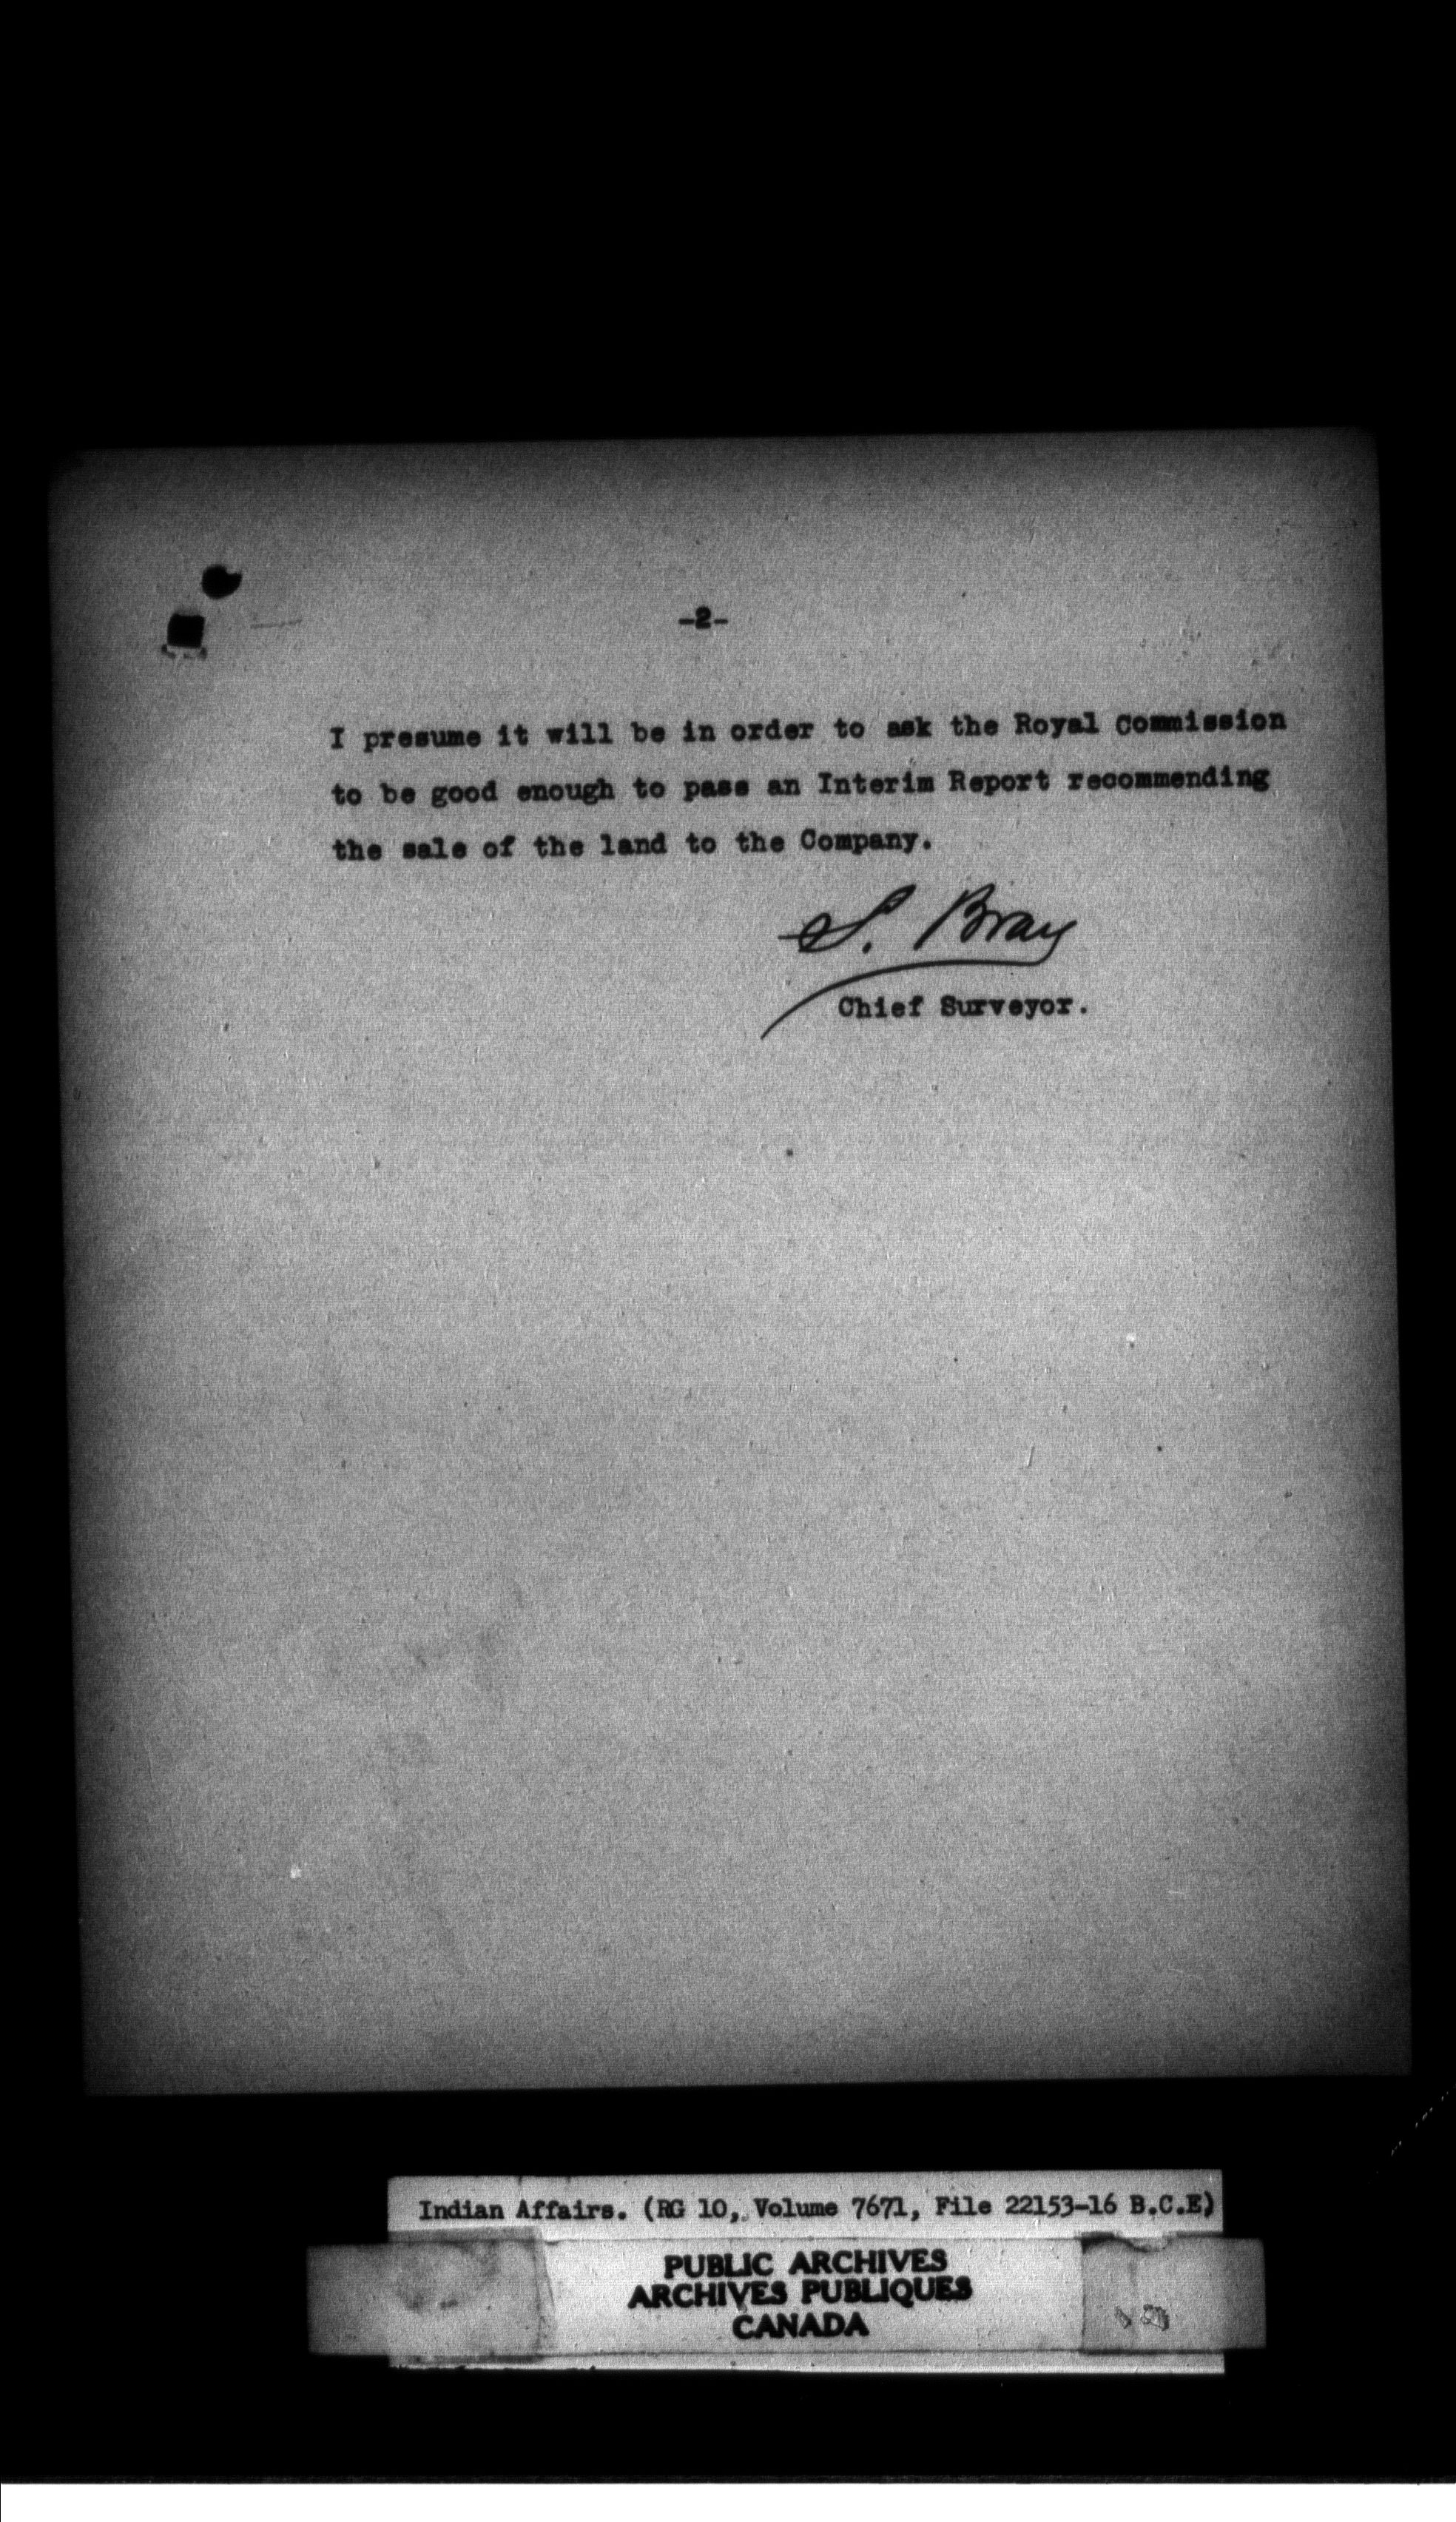 -2-
I presume it will be in order to ask the Royal Commission
to be good enough to pass an Interim Report recommending
the sale of the land to the Company.
S. Bray
Chief Surveyor.
Indian Affairs. (RG 10, Volume 7671, File 22153-16 B.C.E)
PUBLIC ARCHIVES
ARCHIVES PUBLIQUES
CANADA